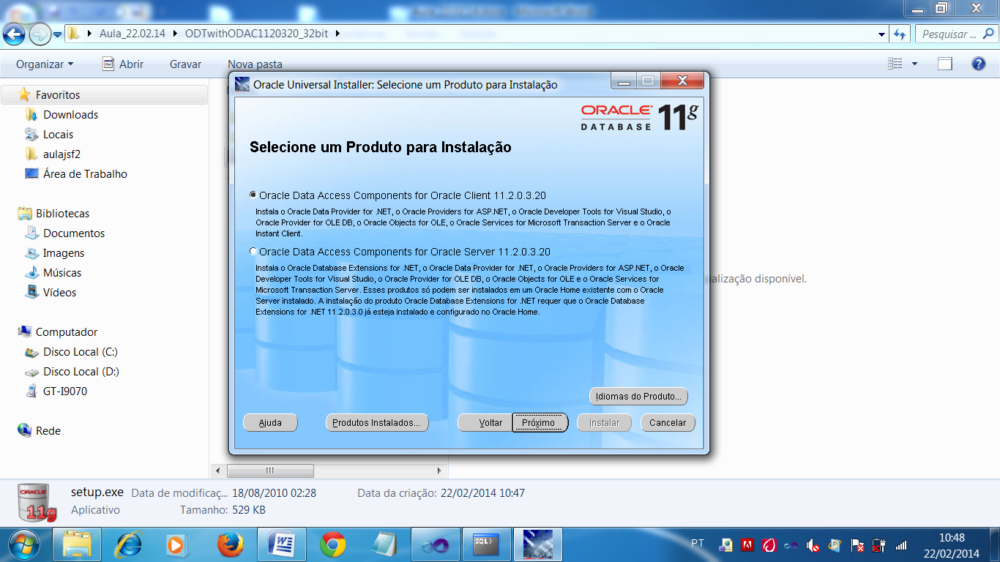 Aula_22.02.14 ODTwithODAC1120320_32bit
Pesquisar ...
Organizar Abrir Gravar Nova pasta
Favoritos
Downloads
Locais
aulajsf2
Área de Trabalho
Bibliotecas
Documentos
Imagens
Músicas
Vídeos
Computador
Disco Local (C:)
Disco Local (D:)
GT-I9070
Rede
Oracle Universal Installer: Selecione um Produto para Instalação
ORACLE 11g
DATABASE
Selecione um Produto para Instalação
Oracle Data Access Components for Oracle Client 11.2.0.3.20
Instala o Oracle Data Provider for .NET, o Oracle Providers for ASP.NET, o Oracle Developer Tools for Visual Studio, o
Oracle Provider for OLE DB, o Oracle Objects for OLE, o Oracle Services for Microsoft Transaction Server e o Oracle
Instant Client.
Oracle Data Access Components for Oracle Server 11.2.0.3.20
Instala o Oracle Database Extensions for .NET, o Oracle Data Provider for .NET, o Oracle Providers for ASP.NET, o Oracle
Developer Tools for Visual Studio, o Oracle Provider for OLE DB, o Oracle Objects for OLE e o Oracle Services for
Microsoft Transaction Server. Esses produtos só podem ser instalados em um Oracle Home existente com o Oracle
Server instalado. A instalação do produto Oracle Database Extensions for .NET requer que o Oracle Database
Extensions for .NET 11.2.0.3.0 já esteja instalado e configurado no Oracle Home.
Idiomas do Produto...
Ajuda Produtos Instalados... Voltar Próximo Instalar Cancelar
alização disponível.
ORACLE
11g
setup.exe Data de modificaç... 18/08/2010 02:28 Data da criação: 22/02/2014 10:47
Aplicativo Tamanho: 529 KB
SQL>
PT
10:48
22/02/2014